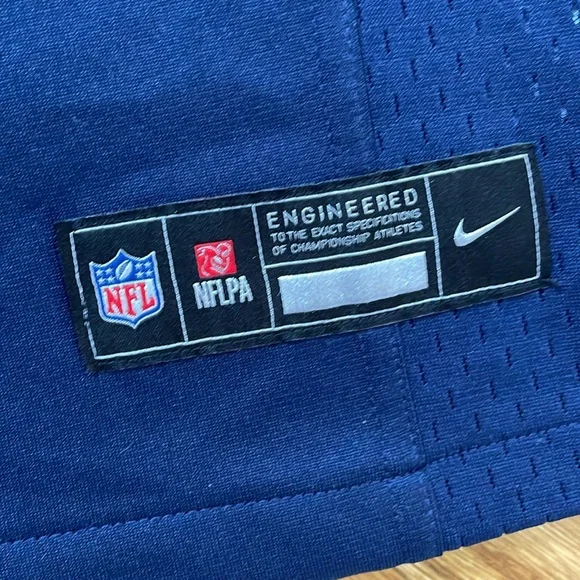 NFL
NFLPA
ENGINEERED
TO THE EXACT SPECIFICATIONS
OF CHAMPIONSHIP ATHLETES